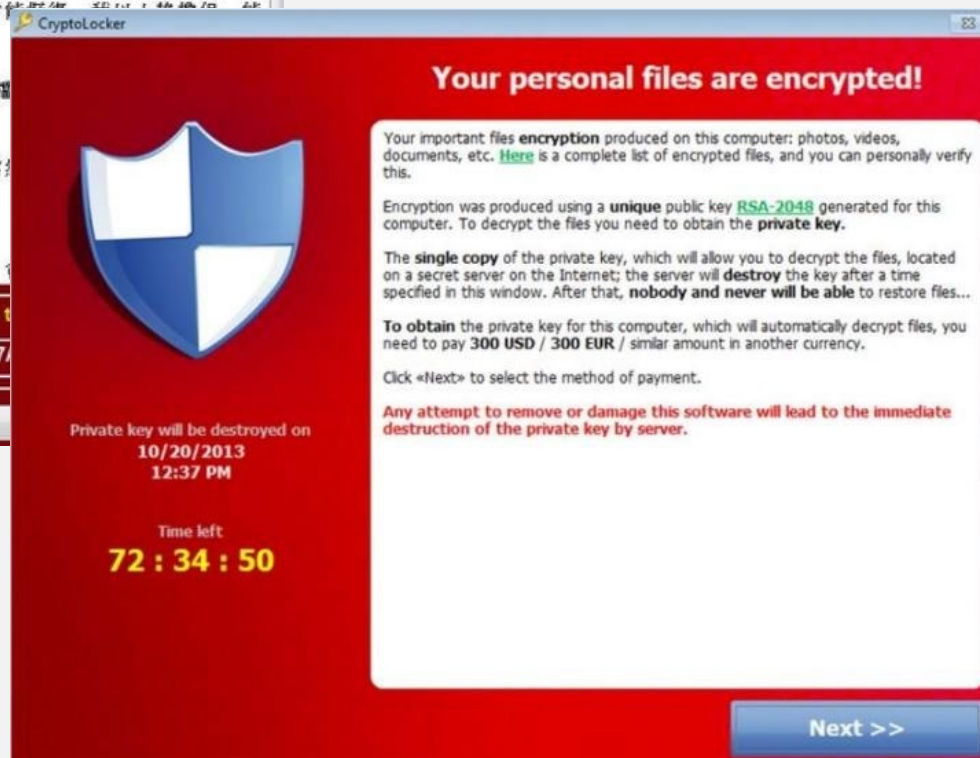 CryptoLocker
Your personal files are encrypted!
Your important files encryption produced on this computer: photos, videos,
documents, etc. Here is a complete list of encrypted files, and you can personally verify
this.
Encryption was produced using a unique public key RSA-2048 generated for this
computer. To decrypt the files you need to obtain the private key.
The single copy of the private key, which will allow you to decrypt the files, located
on a secret server on the Internet; the server will destroy the key after a time
specified in this window. After that, nobody and never will be able to restore files...
To obtain the private key for this computer, which will automatically decrypt files, you
need to pay 300 USD / 300 EUR / similar amount in another currency.
Click «Next» to select the method of payment.
Any attempt to remove or damage this software will lead to the immediate
destruction of the private key by server.
Private key will be destroyed on
10/20/2013
12:37 PM
Time left
72 : 34 : 50
Next >>